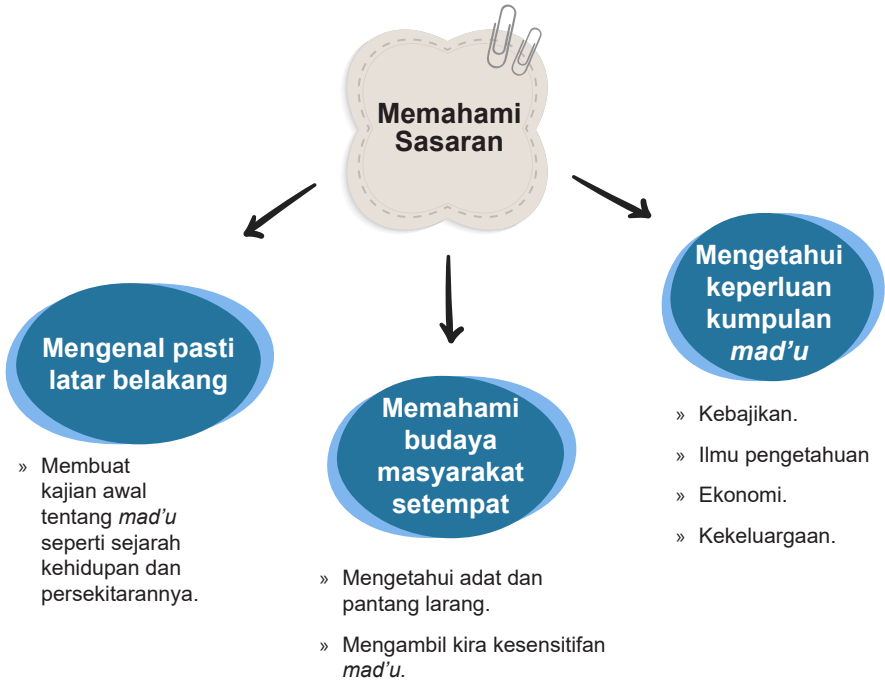 Memahami
Sasaran
Mengenal pasti
latar belakang
» Membuat
kajian awal
tentang mad'u
seperti sejarah
kehidupan dan
persekitarannya.
Memahami
budaya
masyarakat
setempat
» Mengetahui adat dan
pantang larang.
» Mengambil kira kesensitifan
mad'u.
Mengetahui
keperluan
kumpulan
mad'u
» Kebajikan.
» Ilmu pengetahuan
» Ekonomi.
» Kekeluargaan.